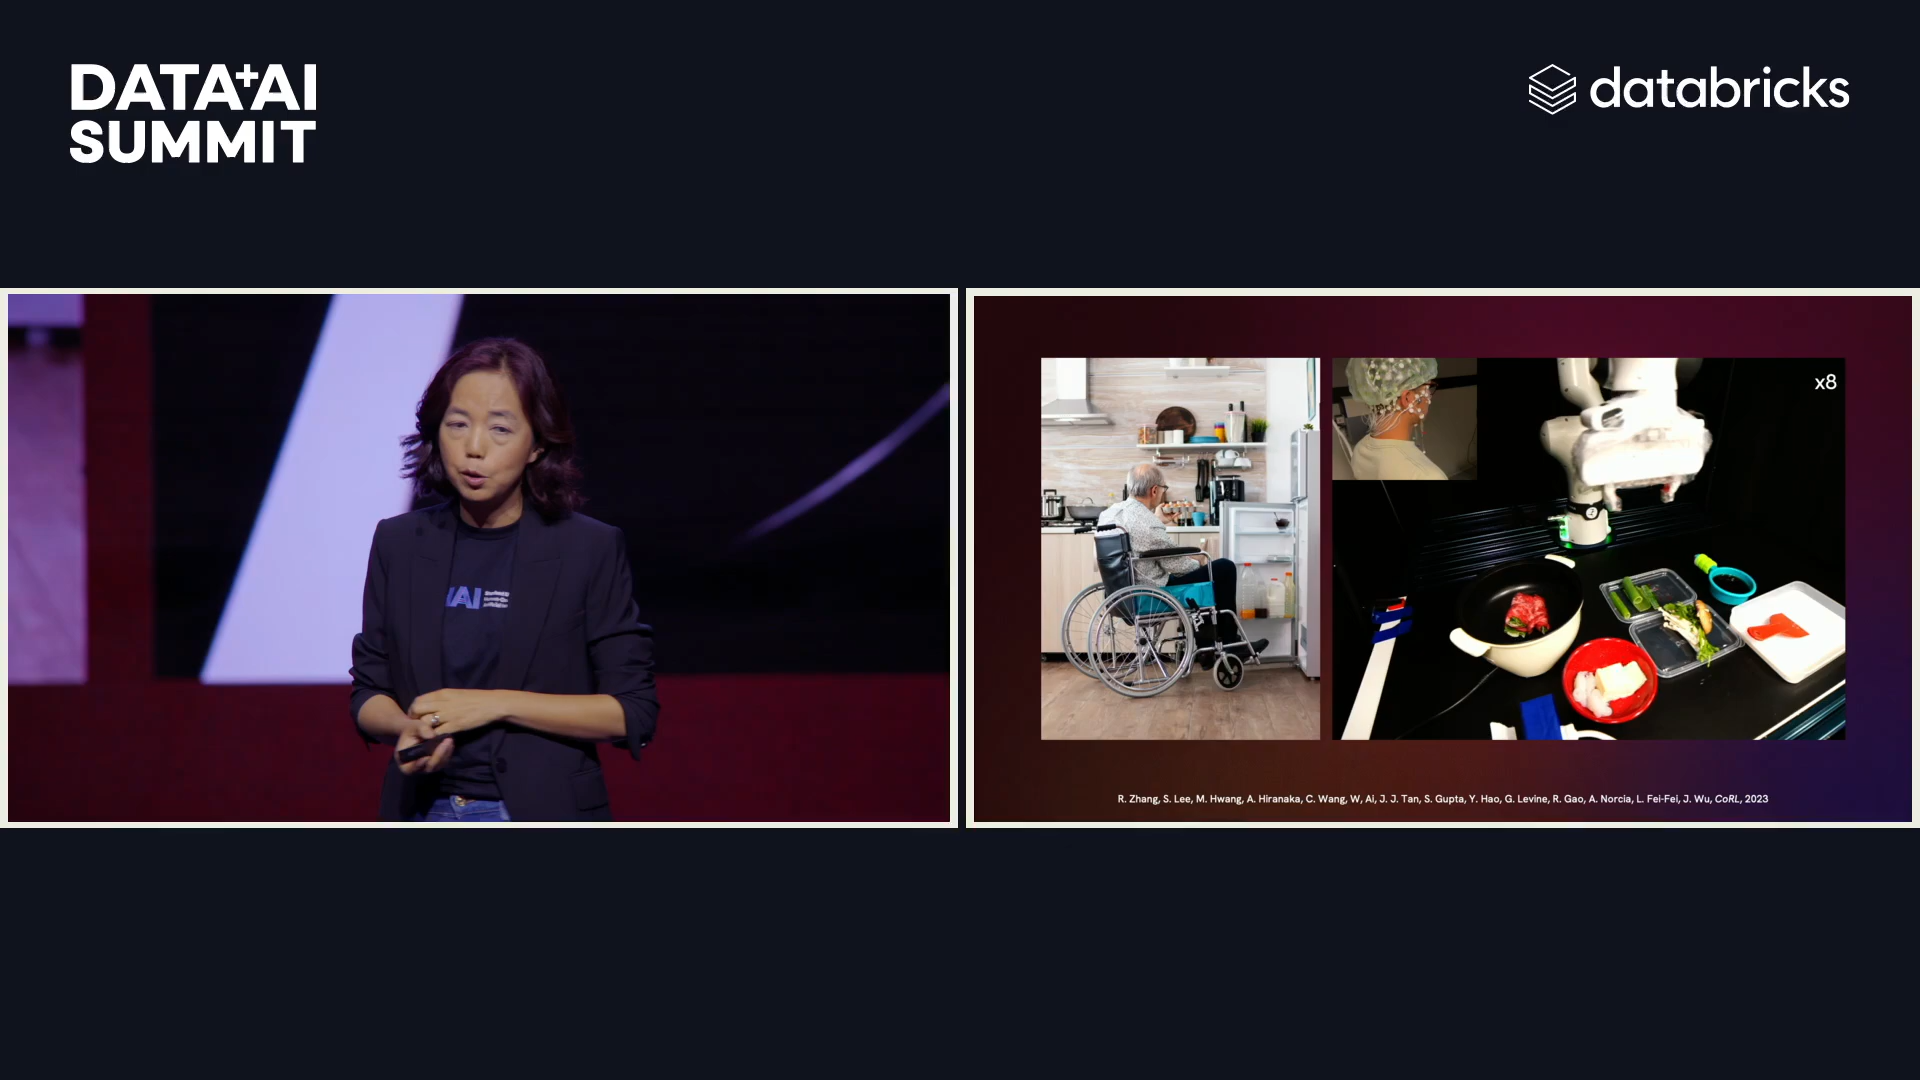 DATA+AI
SUMMIT
databricks
x8
R. Zhang, S. Lee, M. Hwang, A. Hiranaka, C. Wang, W, Ai, J. J. Tan, S. Gupta, Y. Hao, G. Levine, R. Gao, A. Norcia, L. Fei-Fei, J. Wu, CoRL, 2023